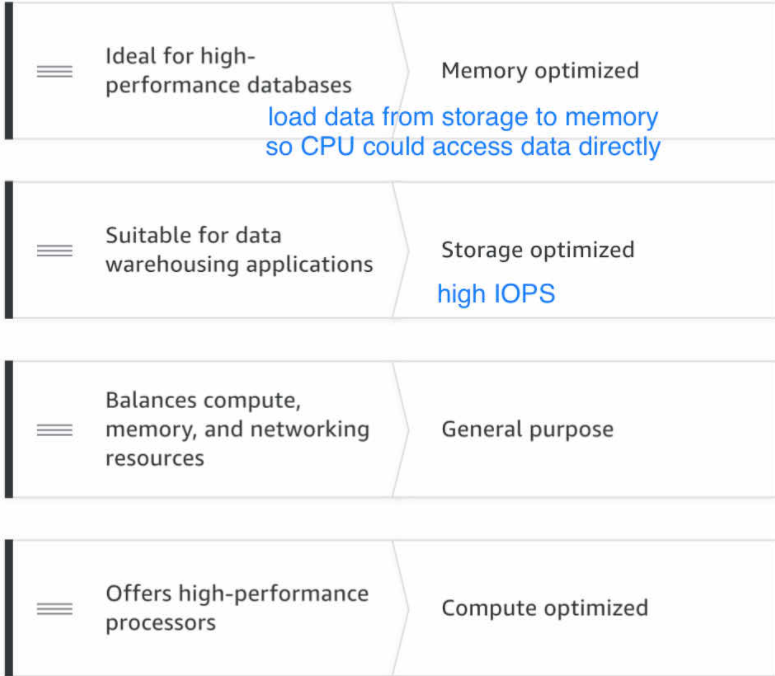 Ideal for high-
performance databases
Memory optimized
load data from storage to memory
so CPU could access data directly
Suitable for data
warehousing applications
Storage optimized
high IOPS
Balances compute,
memory, and networking
resources
General purpose
Offers high-performance
processors
Compute optimized